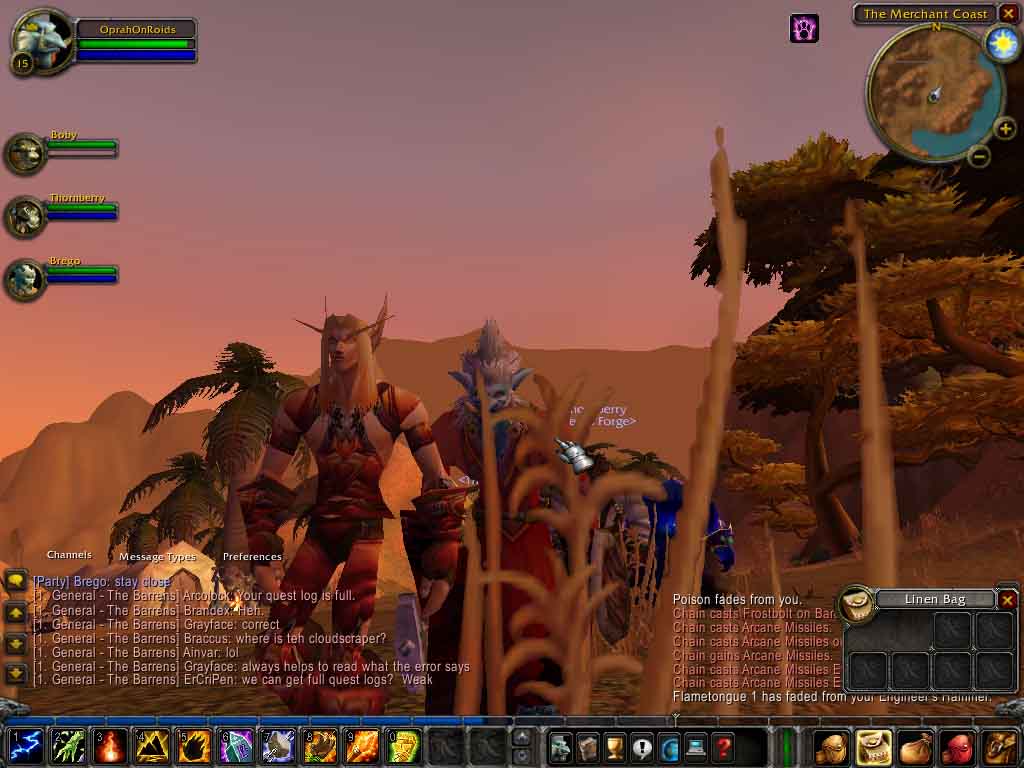 OprahOnRoids
15
The Merchant Coast
N
Boby
Thornberry
Brego
Forge>
Channels
Message Types
Preferences
[Party] Brego: stay close
[1. General - The Barrens] Arcolock: Your quest log is full.
[1. General - The Barrens] Brandex: Heh.
[1. General - The Barrens] Grayface: correct
[1. General - The Barrens] Braccus: where is teh cloudscraper?
[1. General - The Barrens] Ainvar: lol
[1. General - The Barrens] Grayface: always helps to read what the error says
[1. General - The Barrens] ErCriPen: we can get full quest logs? Weak
Poison fades from you.
Chain casts Frostbolt on Bar
Chain casts Arcane Missiles.
Chain casts Arcane Missiles o
Chain gains Arcane Missiles.
Chain casts Arcane Missiles E
Chain casts Arcane Missiles E
Flametongue 1 has faded from your Engineer's Hammer.
Linen Bag
1 2 3 4 5 6 7 8 9 0